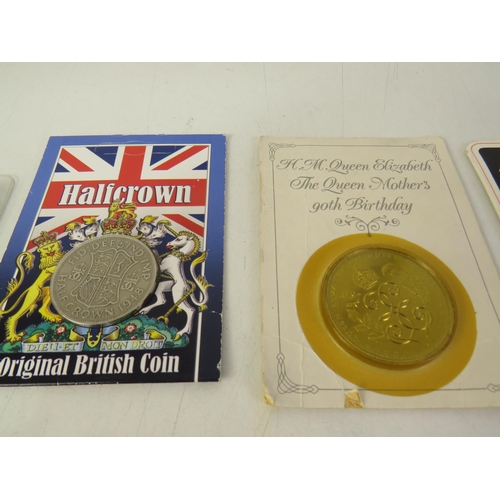 Halfcrown
DIEU·ET MON·DROIT
Original British Coin
H.M. Queen Elizabeth
The Queen Mother's
90th Birthday